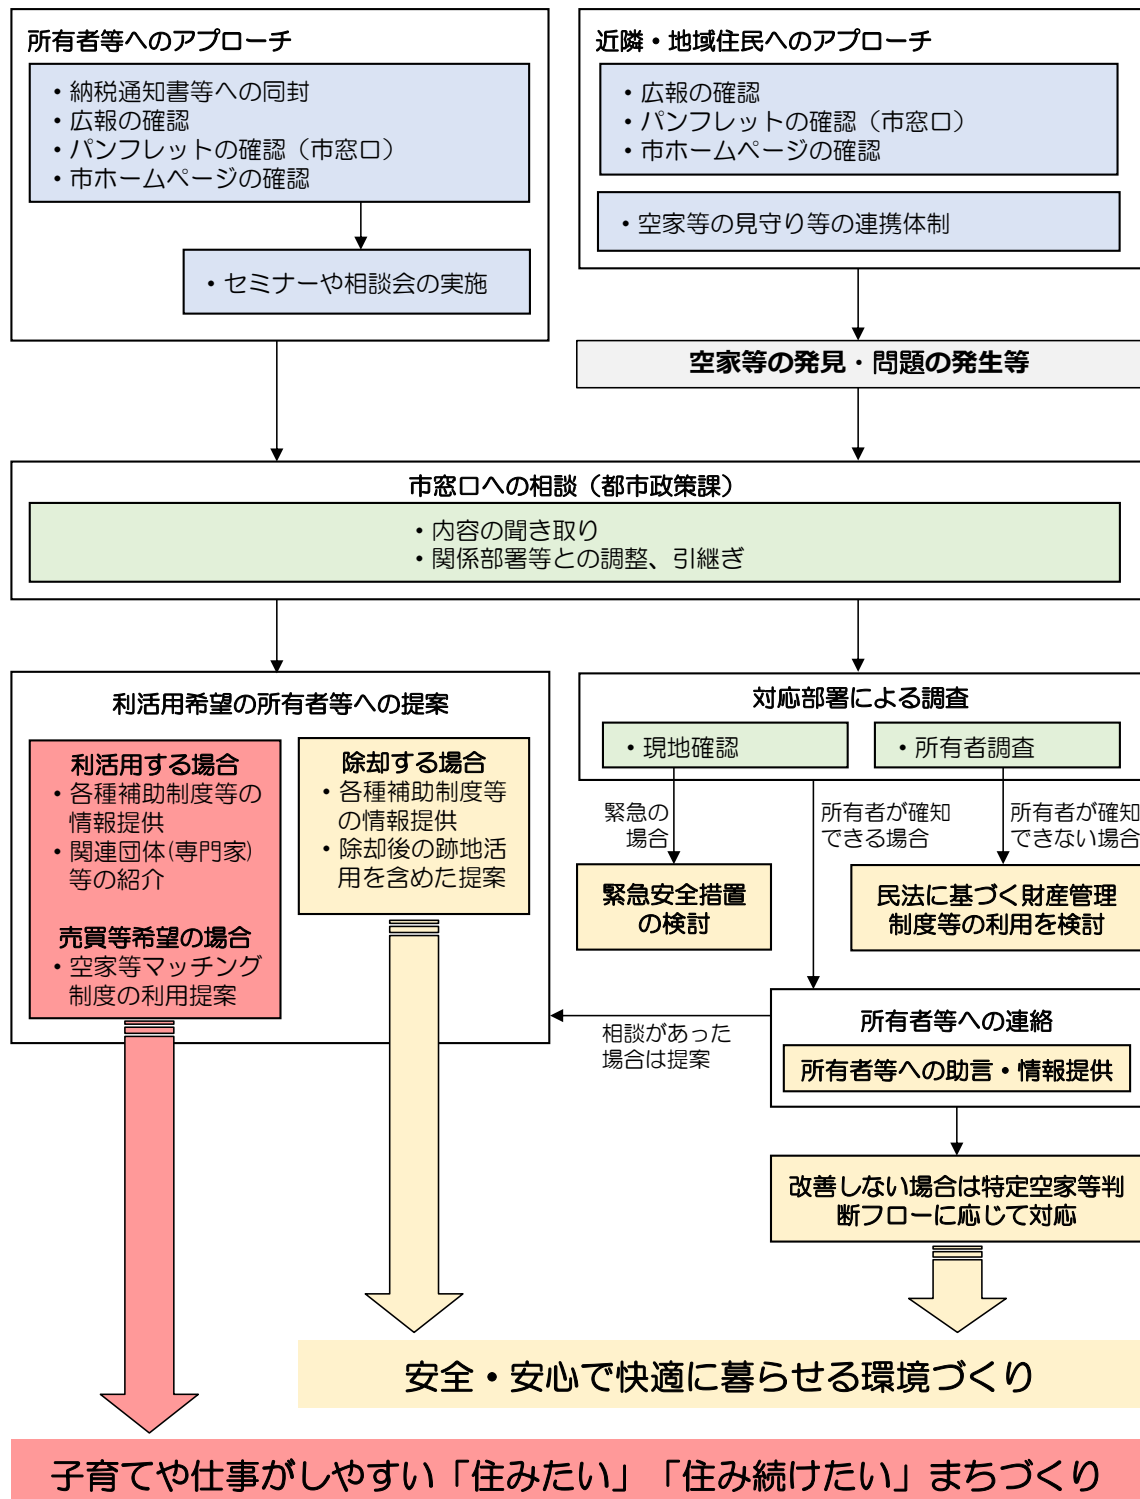 所有者等へのアプローチ
・納税通知書等への同封
・広報の確認
・パンフレットの確認（市窓口）
・市ホームページの確認
・セミナーや相談会の実施
近隣・地域住民へのアプローチ
・広報の確認
・パンフレットの確認（市窓口）
・市ホームページの確認
・空家等の見守り等の連携体制
空家等の発見・問題の発生等
市窓口への相談（都市政策課）
・内容の聞き取り
・関係部署等との調整、引継ぎ
利活用希望の所有者等への提案
利活用する場合
・各種補助制度等の
情報提供
・関連団体(専門家)
等の紹介
売買等希望の場合
・空家等マッチング
制度の利用提案
除却する場合
・各種補助制度等
の情報提供
・除却後の跡地活
用を含めた提案
対応部署による調査
・現地確認
・所有者調査
緊急の
場合
所有者が確知
できる場合
所有者が確知
できない場合
緊急安全措置
の検討
民法に基づく財産管理
制度等の利用を検討
所有者等への連絡
所有者等への助言・情報提供
相談があった
場合は提案
改善しない場合は特定空家等判
断フローに応じて対応
安全・安心で快適に暮らせる環境づくり
子育てや仕事がしやすい「住みたい」「住み続けたい」まちづくり